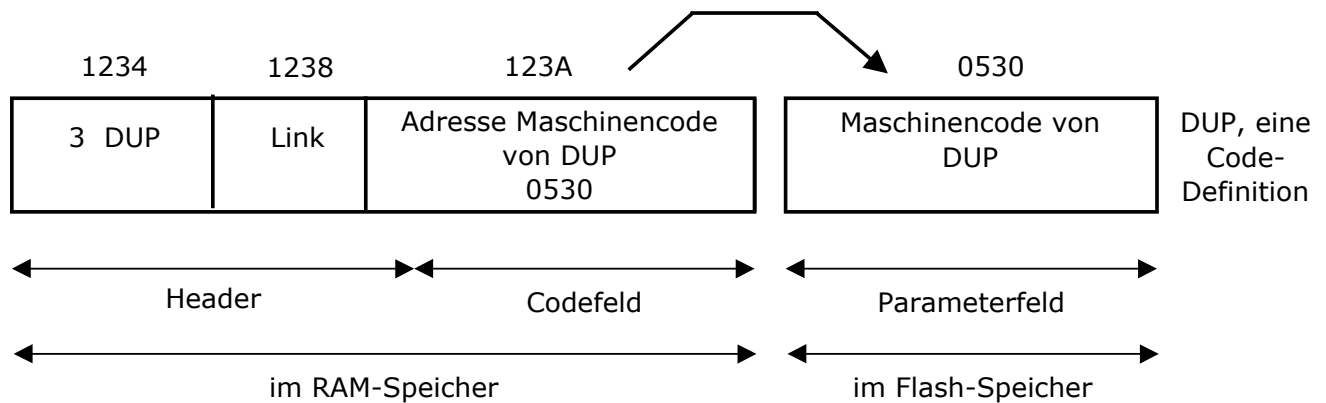 1234 1238 123A 0530
3 DUP
Link
Adresse Maschinencode
von DUP
0530
Maschinencode von
DUP
DUP, eine
Code-
Definition
Header
Codefeld
Parameterfeld
im RAM-Speicher
im Flash-Speicher